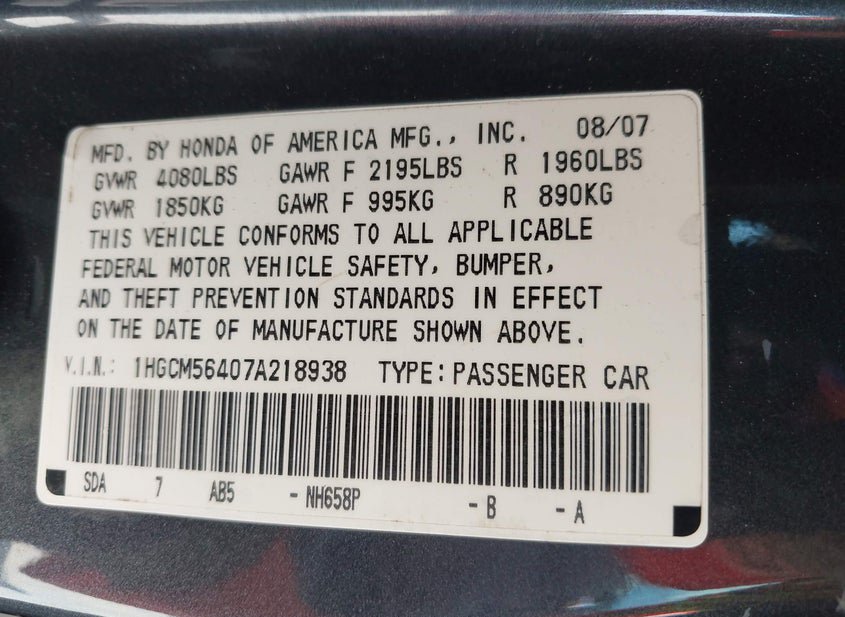 MFD. BY HONDA OF AMERICA MFG., INC. 08/07
GVWR 4080LBS GAWR F 2195LBS R 1960LBS
GVWR 1850KG GAWR F 995KG R 890KG
THIS VEHICLE CONFORMS TO ALL APPLICABLE
FEDERAL MOTOR VEHICLE SAFETY, BUMPER,
AND THEFT PREVENTION STANDARDS IN EFFECT
ON THE DATE OF MANUFACTURE SHOWN ABOVE.
V.I.N.: 1HGCM56407A218938 TYPE: PASSENGER CAR
SDA 7 AB5 - NH658P - B - A